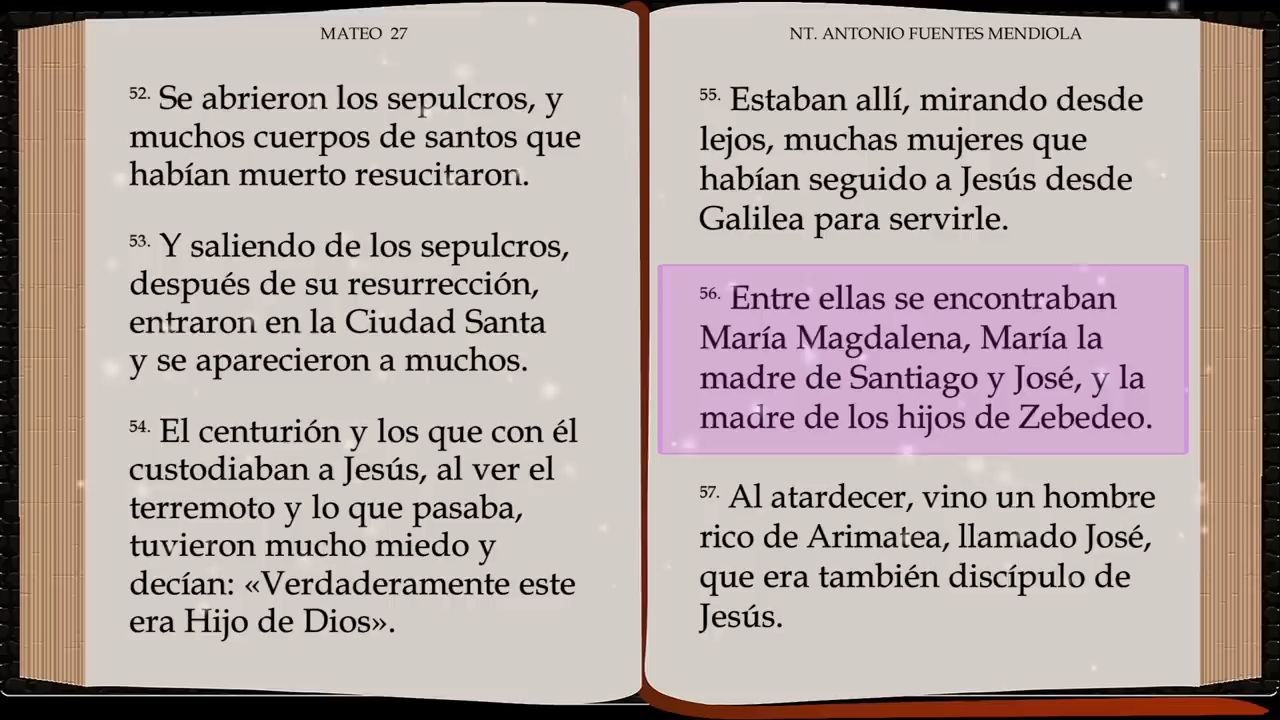 MATEO 27
52. Se abrieron los sepulcros, y
muchos cuerpos de santos que
habían muerto resucitaron.
53. Y saliendo de los sepulcros,
después de su resurrección,
entraron en la Ciudad Santa
y se aparecieron a muchos.
54. El centurión y los que con él
custodiaban a Jesús, al ver el
terremoto y lo que pasaba,
tuvieron mucho miedo y
decían: «Verdaderamente este
era Hijo de Dios».
NT. ANTONIO FUENTES MENDIOLA
55. Estaban allí, mirando desde
lejos, muchas mujeres que
habían seguido a Jesús desde
Galilea para servirle.
56. Entre ellas se encontraban
María Magdalena, María la
madre de Santiago y José, y la
madre de los hijos de Zebedeo.
57. Al atardecer, vino un hombre
rico de Arimatea, llamado José,
que era también discípulo de
Jesús.